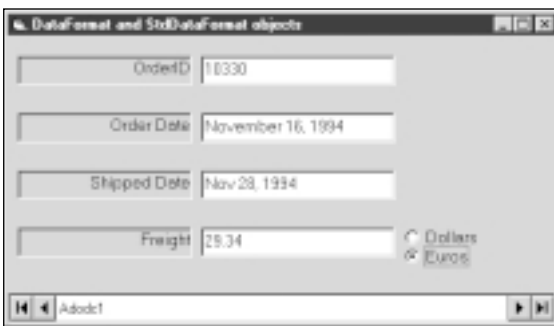 DataFormat and StdDataFormat objects
OrderID 10330
Order Date November 16, 1994
Shipped Date Nov 28, 1994
Freight 29.34
Dollars
Euros
Adodc1